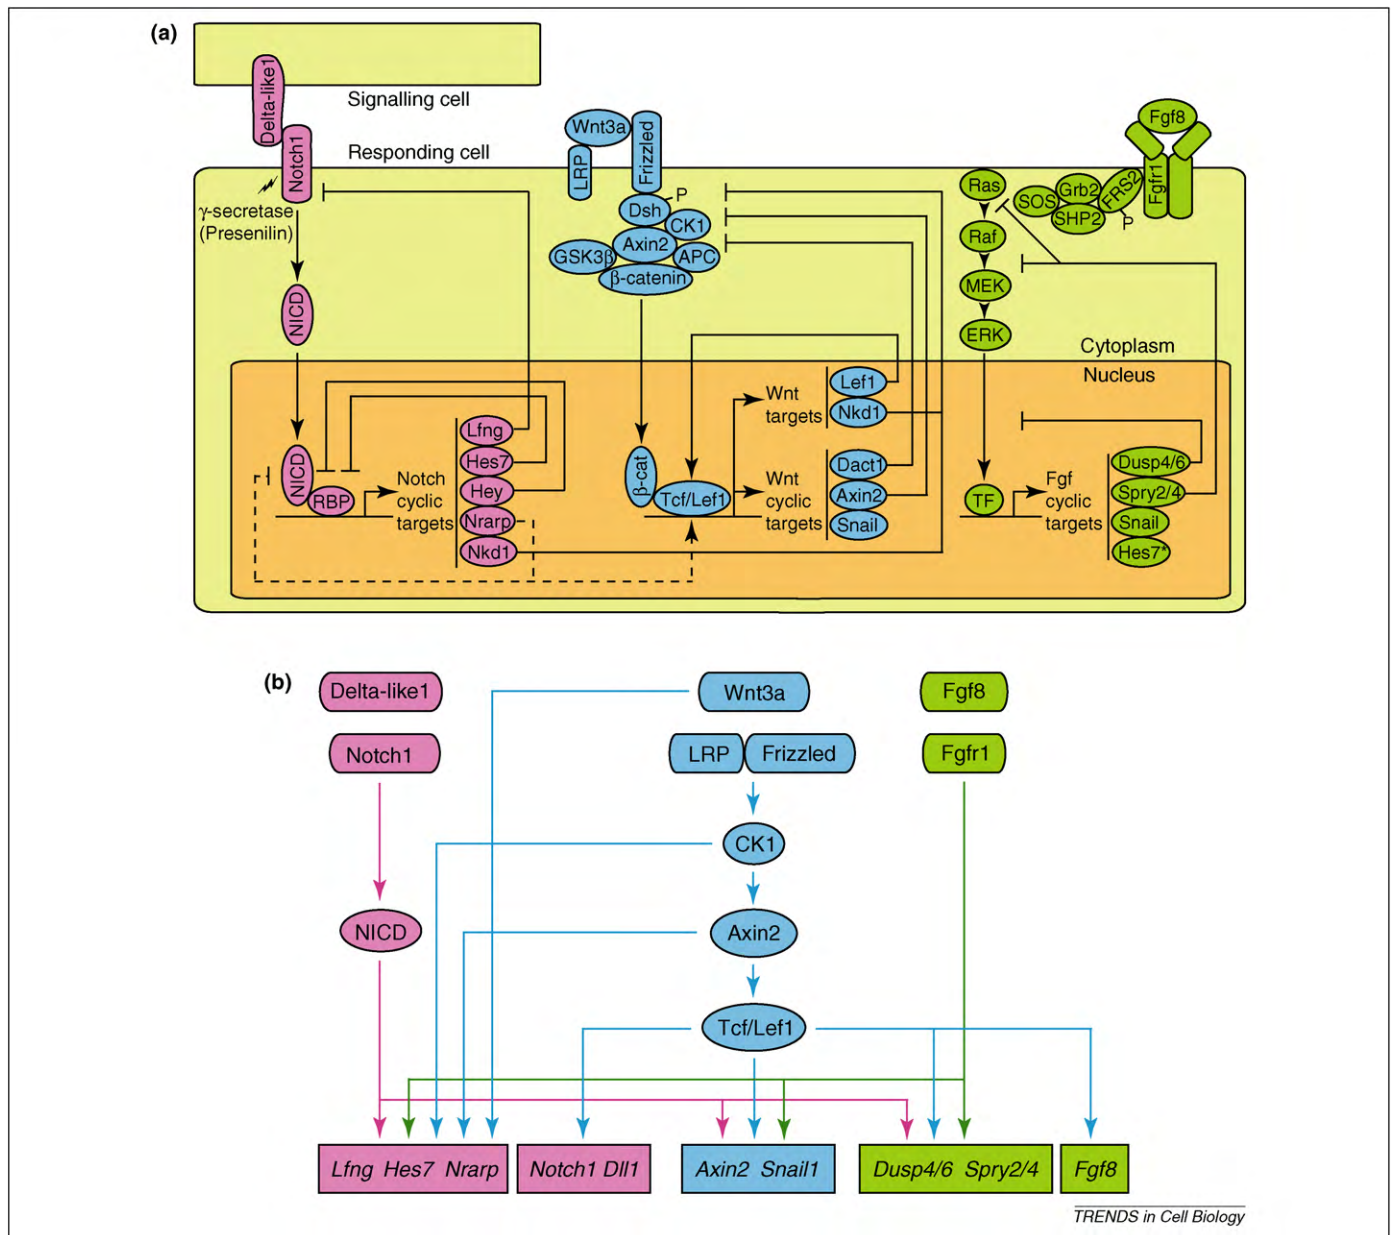 (a)
Delta-like1
Signalling cell
Notch1
Responding cell
Wnt3a
LRP
Frizzled
Fgf8
Fgfr1
γ-secretase
(Presenilin)
Dsh
P
CK1
Axin2
GSK3β
APC
β-catenin
Ras
Raf
MEK
ERK
SOS
Grb2
SHP2
FRS2
P
NICD
Cytoplasm
Nucleus
NICD
RBP
Notch
cyclic
targets
Lfng
Hes7
Hey
Nrarp
Nkd1
β-cat
Tcf/Lef1
Wnt
targets
Lef1
Nkd1
Wnt
cyclic
targets
Dact1
Axin2
Snail
TF
Fgf
cyclic
targets
Dusp4/6
Spry2/4
Snail
Hes7*
(b)
Delta-like1
Wnt3a
Fgf8
Notch1
LRP
Frizzled
Fgfr1
CK1
NICD
Axin2
Tcf/Lef1
Lfng Hes7 Nrarp
Notch1 Dll1
Axin2 Snail1
Dusp4/6 Spry2/4
Fgf8
TRENDS in Cell Biology